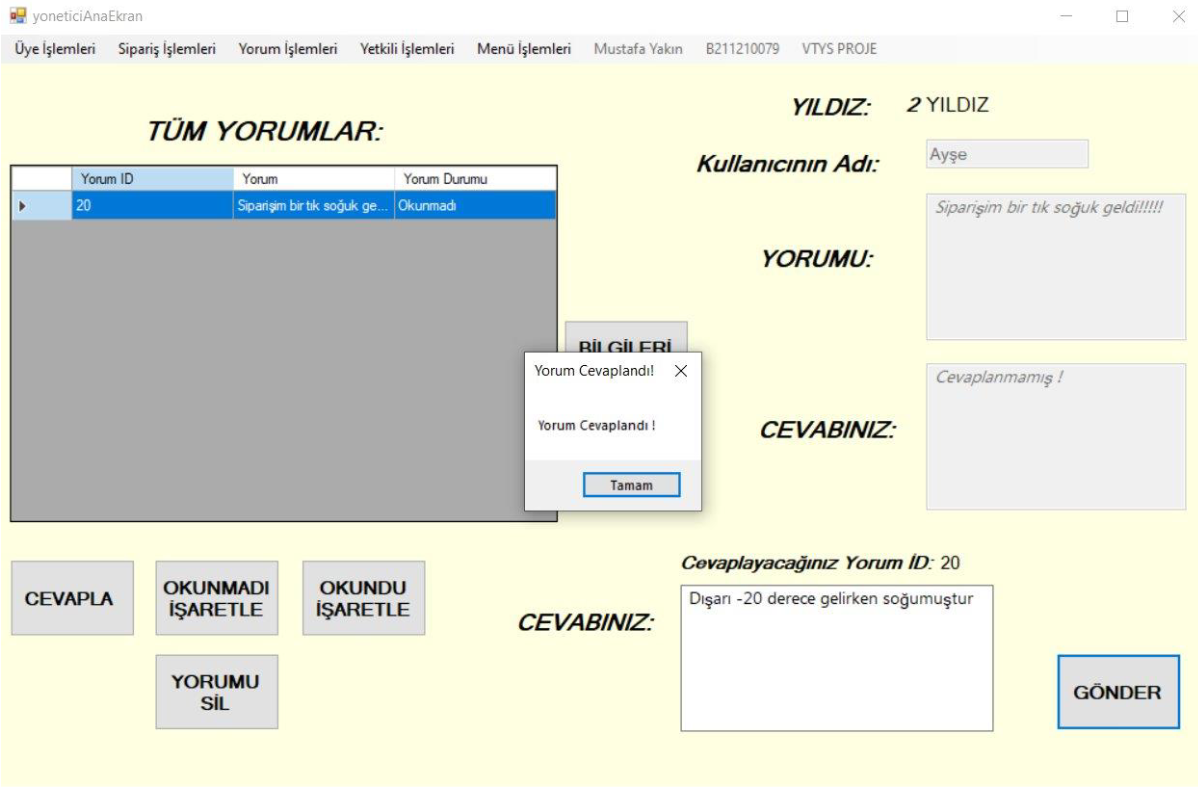 yoneticiAnaEkran
Üye İşlemleri Sipariş İşlemleri Yorum İşlemleri Yetkili İşlemleri Menü İşlemleri Mustafa Yakın B211210079 VTYS PROJE
TÜM YORUMLAR:
Yorum ID Yorum Yorum Durumu
20 Siparişim bir tık soğuk ge... Okunmadı
YILDIZ: 2 YILDIZ
Kullanıcının Adı: Ayşe
YORUMU: Siparişim bir tık soğuk geldi!!!!!
BİLGİLERİ
CEVABINIZ: Cevaplanmamış !
Yorum Cevaplandı!
Yorum Cevaplandı !
Tamam
CEVAPLA
OKUNMADI
İŞARETLE
OKUNDU
İŞARETLE
YORUMU
SİL
Cevaplayacağınız Yorum İD: 20
CEVABINIZ: Dışarı -20 derece gelirken soğumuştur
GÖNDER